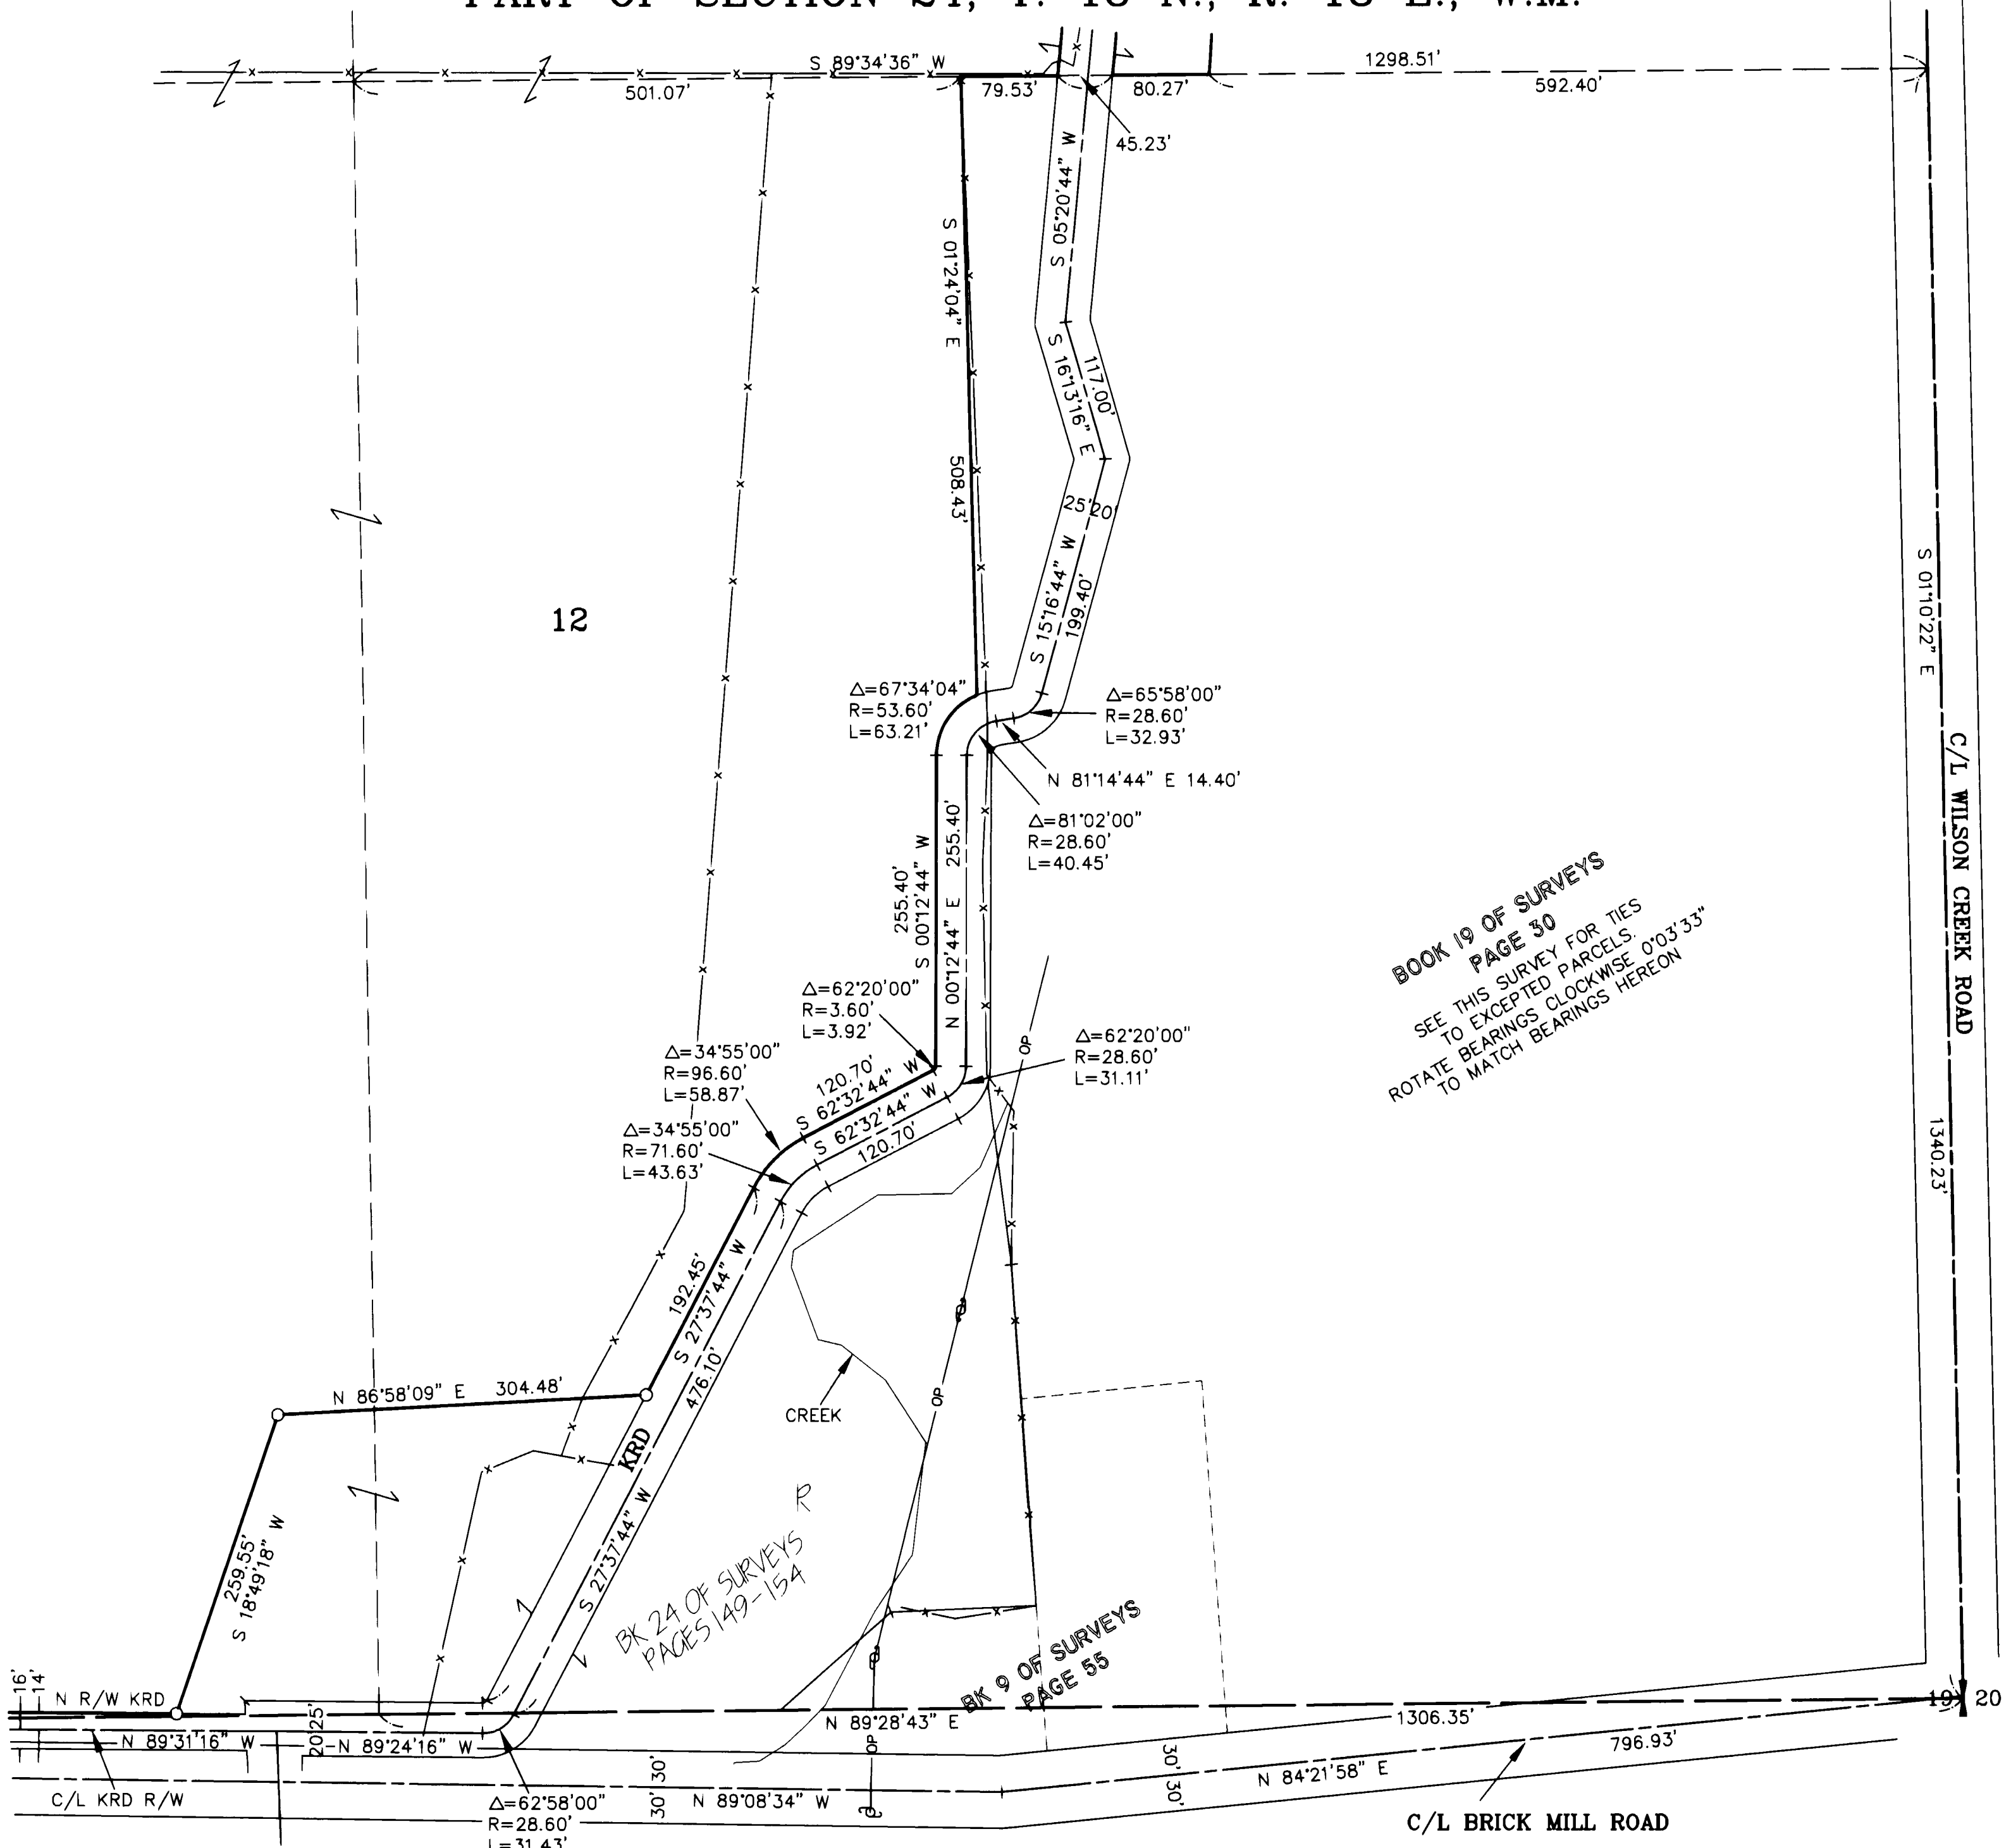 PART OF SECTION 24, T. 18 N., R. 18 E., W.M.
S 89°34'36" W
1298.51'
501.07'
79.53'
80.27'
592.40'
45.23'
S 05°20'44" W
S 01°24'04" E
117.00'
S 16°13'16" E
508.43'
25'
20'
S 15°16'44" W
199.40'
S 01°10'22" E
12
Δ=67°34'04"
R=53.60'
L=63.21'
Δ=65°58'00"
R=28.60'
L=32.93'
N 81°14'44" E 14.40'
Δ=81°02'00"
R=28.60'
L=40.45'
C/L WILSON CREEK ROAD
255.40'
S 00°12'44" W
N 00°12'44" E 255.40'
BOOK 19 OF SURVEYS
PAGE 30
SEE THIS SURVEY FOR TIES
TO EXCEPTED PARCELS.
ROTATE BEARINGS CLOCKWISE 0°03'33"
TO MATCH BEARINGS HEREON
Δ=62°20'00"
R=3.60'
L=3.92'
Δ=62°20'00"
R=28.60'
L=31.11'
OP
Δ=34°55'00"
R=96.60'
L=58.87'
120.70'
S 62°32'44" W
S 62°32'44" W
120.70'
Δ=34°55'00"
R=71.60'
L=43.63'
1340.23'
192.45'
S 27°37'44" W
476.10'
N 86°58'09" E 304.48'
CREEK
OP
KRD
S 27°37'44" W
R
BK 24 OF SURVEYS
PAGES 149-154
259.55'
S 18°49'18" W
BK 9 OF SURVEYS
PAGE 55
16'
14'
N R/W KRD
19
20
N 89°28'43" E
1306.35'
N 89°31'16" W
20'
25'
N 89°24'16" W
OP
796.93'
30'
30'
30'
30'
N 84°21'58" E
C/L KRD R/W
N 89°08'34" W
Δ=62°58'00"
R=28.60'
L=31.43'
C/L BRICK MILL ROAD